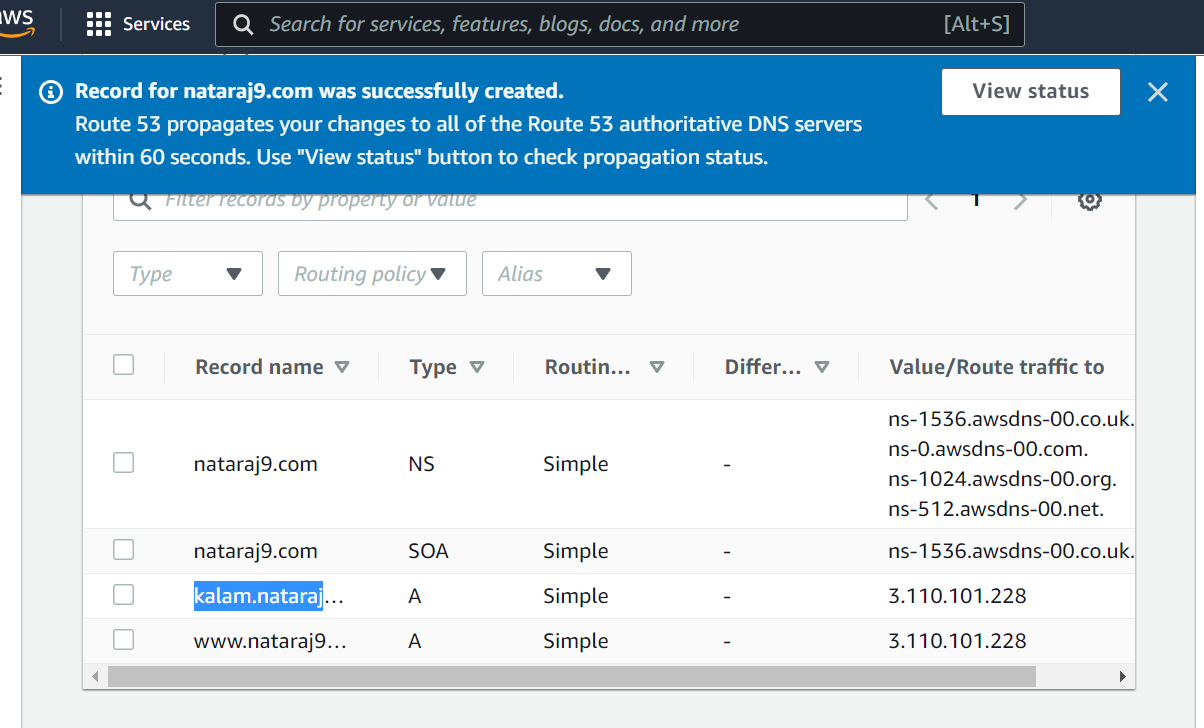 aws
Services
Search for services, features, blogs, docs, and more
[Alt+S]
Record for nataraj9.com was successfully created.
Route 53 propagates your changes to all of the Route 53 authoritative DNS servers
within 60 seconds. Use "View status" button to check propagation status.
View status
Filter records by property or value
1
Type
Routing policy
Alias
Record name
Type
Routin...
Differ...
Value/Route traffic to
nataraj9.com
NS
Simple
-
ns-1536.awsdns-00.co.uk.
ns-0.awsdns-00.com.
ns-1024.awsdns-00.org.
ns-512.awsdns-00.net.
nataraj9.com
SOA
Simple
-
ns-1536.awsdns-00.co.uk.
kalam.nataraj...
A
Simple
-
3.110.101.228
www.nataraj9...
A
Simple
-
3.110.101.228